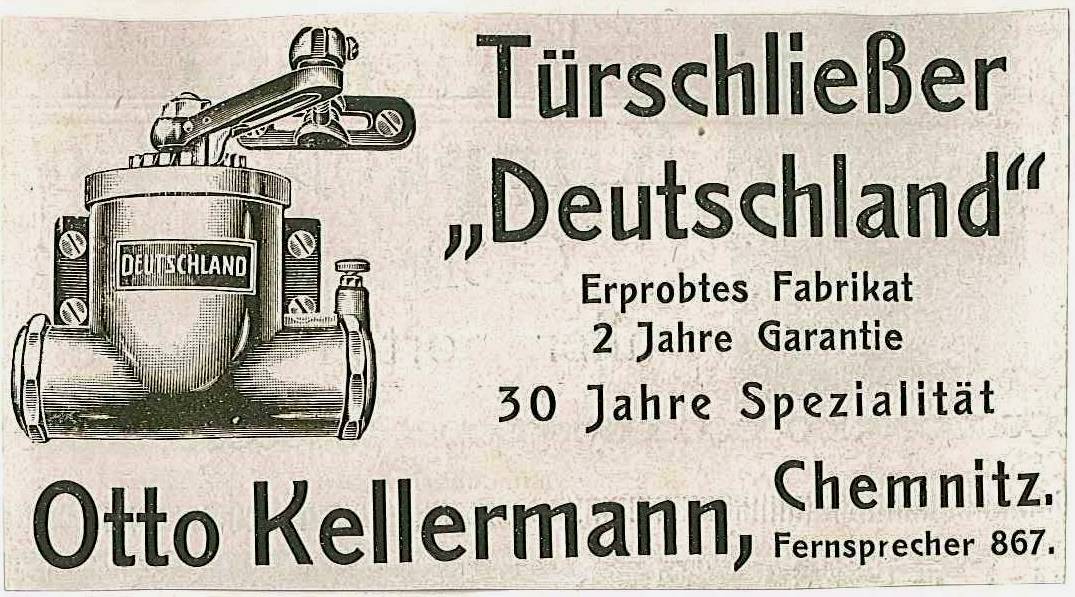 Türschließer
„Deutschland“
DEUTSCHLAND
Erprobtes Fabrikat
2 Jahre Garantie
30 Jahre Spezialität
Otto Kellermann, Chemnitz.
Fernsprecher 867.